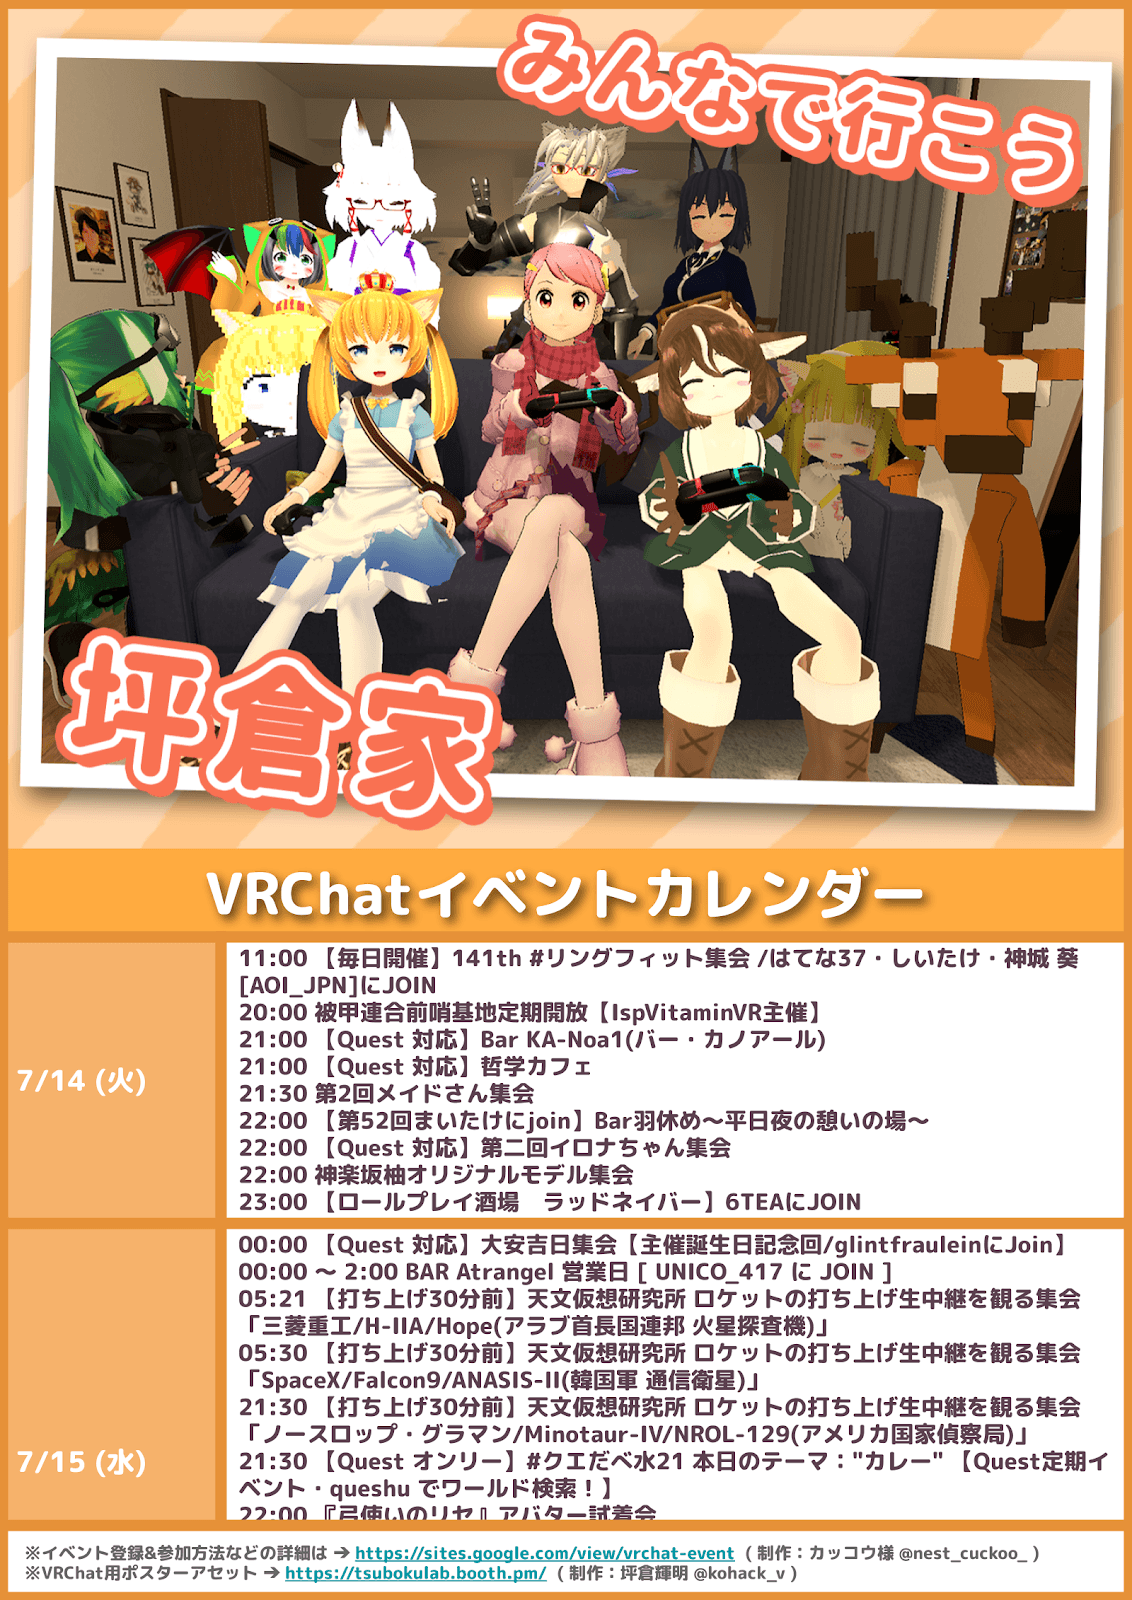 みんなで行こう
坪倉家
VRChatイベントカレンダー
7/14 (火)
11:00 【毎日開催】141th #リングフィット集会 /はてな37・しいたけ・神城 葵
[AOI_JPN]にJOIN
20:00 被甲連合前哨基地定期開放【IspVitaminVR主催】
21:00 【Quest 対応】Bar KA-Noa1(バー・カノアール)
21:00 【Quest 対応】哲学カフェ
21:30 第2回メイドさん集会
22:00 【第52回まいたけにjoin】Bar羽休め〜平日夜の憩いの場〜
22:00 【Quest 対応】第二回イロナちゃん集会
22:00 神楽坂柚オリジナルモデル集会
23:00 【ロールプレイ酒場　ラッドネイバー】6TEAにJOIN
7/15 (水)
00:00 【Quest 対応】大安吉日集会【主催誕生日記念回/glintfrauleinにJoin】
00:00 〜 2:00 BAR Atrangel 営業日 [ UNICO_417 に JOIN ]
05:21 【打ち上げ30分前】天文仮想研究所 ロケットの打ち上げ生中継を観る集会
「三菱重工/H-IIA/Hope(アラブ首長国連邦 火星探査機)」
05:30 【打ち上げ30分前】天文仮想研究所 ロケットの打ち上げ生中継を観る集会
「SpaceX/Falcon9/ANASIS-II(韓国軍 通信衛星)」
21:30 【打ち上げ30分前】天文仮想研究所 ロケットの打ち上げ生中継を観る集会
「ノースロップ・グラマン/Minotaur-IV/NROL-129(アメリカ国家偵察局)」
21:30 【Quest オンリー】#クエだべ水21 本日のテーマ："カレー" 【Quest定期イ
ベント・queshu でワールド検索！】
22:00 『弓使いのリセ』アバター試着会
※イベント登録&参加方法などの詳細は → https://sites.google.com/view/vrchat-event ( 制作：カッコウ様 @nest_cuckoo_ )
※VRChat用ポスターアセット → https://tsubokulab.booth.pm/ ( 制作：坪倉輝明 @kohack_v )